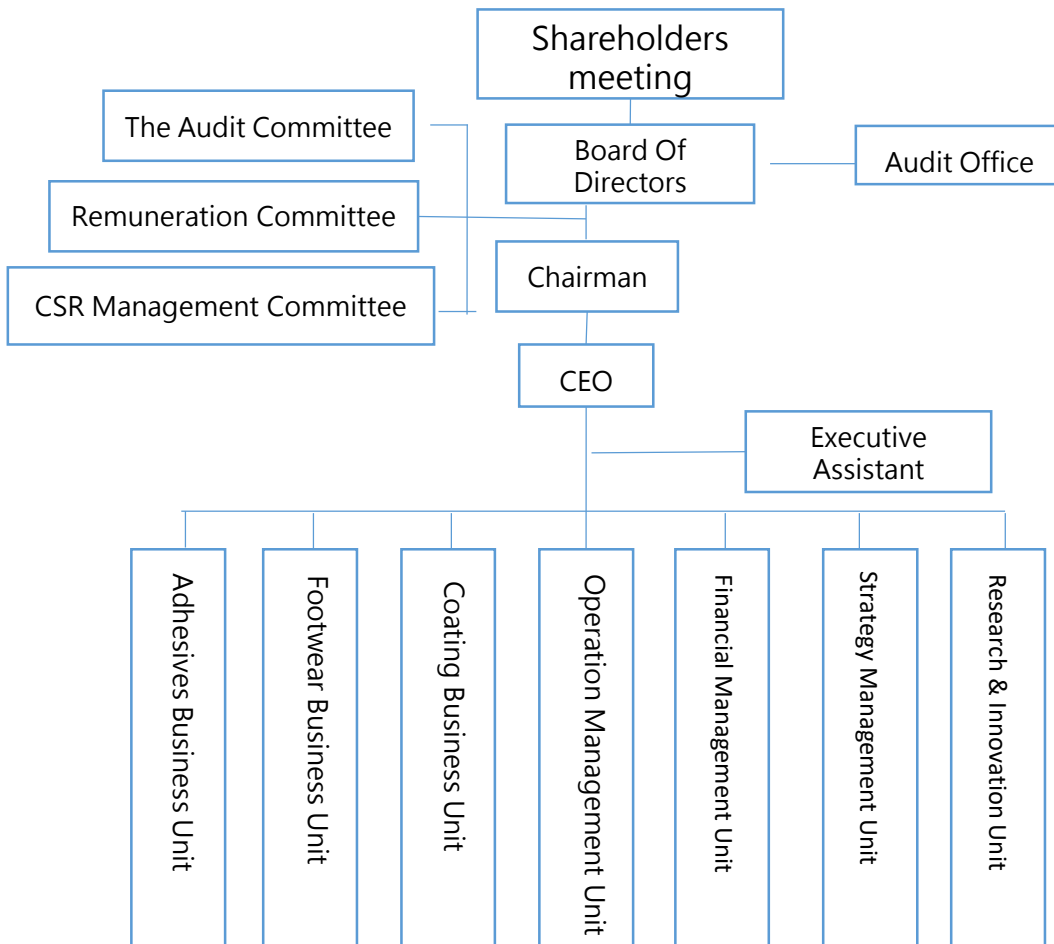 Shareholders
meeting
The Audit Committee
Board Of
Directors
Audit Office
Remuneration Committee
Chairman
CSR Management Committee
CEO
Executive
Assistant
Adhesives Business Unit
Footwear Business Unit
Coating Business Unit
Operation Management Unit
Financial Management Unit
Strategy Management Unit
Research & Innovation Unit